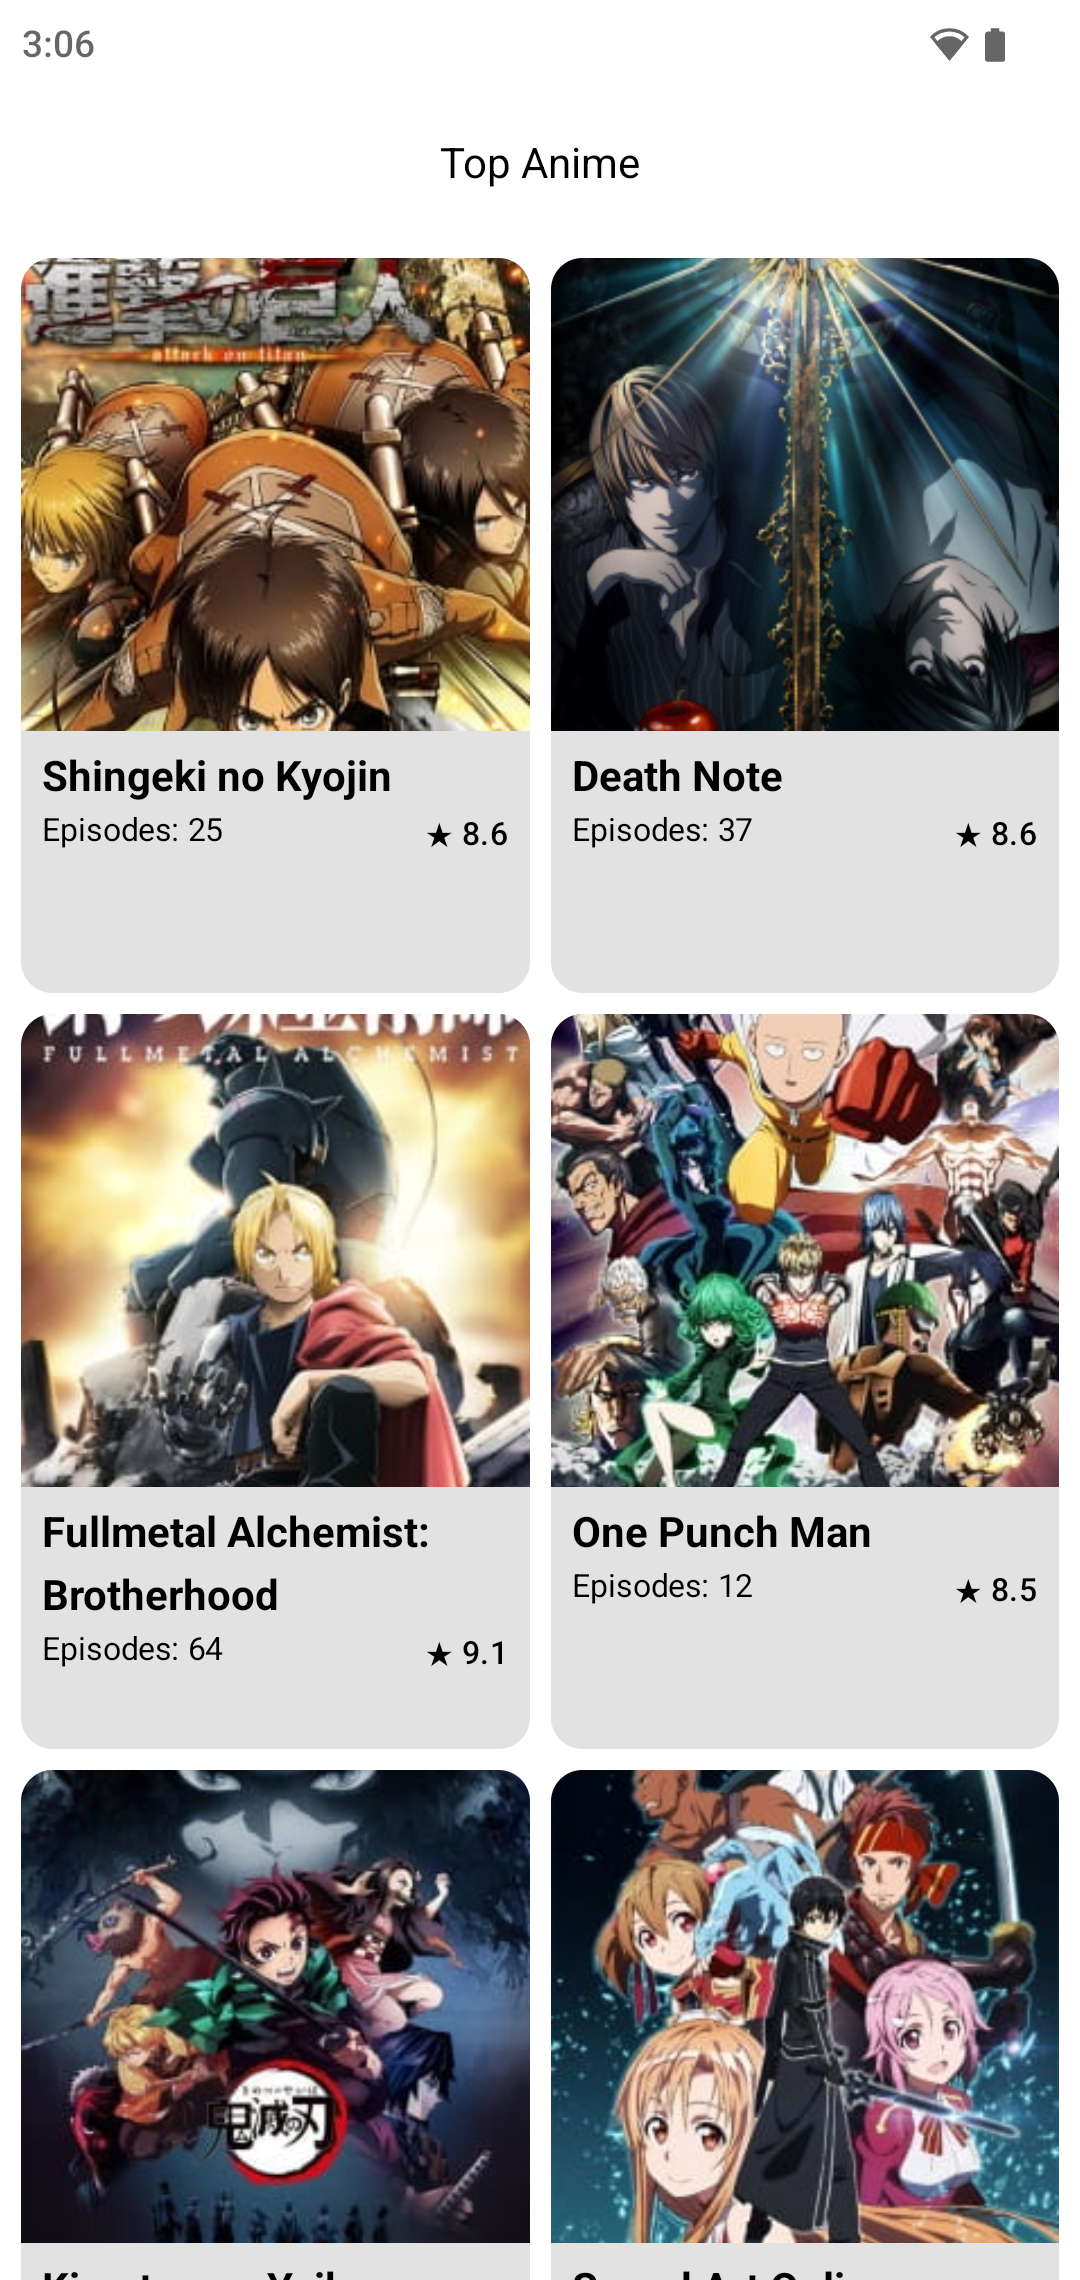 3:06
Top Anime
進撃の巨人
attack on titan
Shingeki no Kyojin
Episodes: 25
★ 8.6
Death Note
Episodes: 37
★ 8.6
FULLMETAL ALCHEMIST
Fullmetal Alchemist:
Brotherhood
Episodes: 64
★ 9.1
One Punch Man
Episodes: 12
★ 8.5
鬼滅の刃